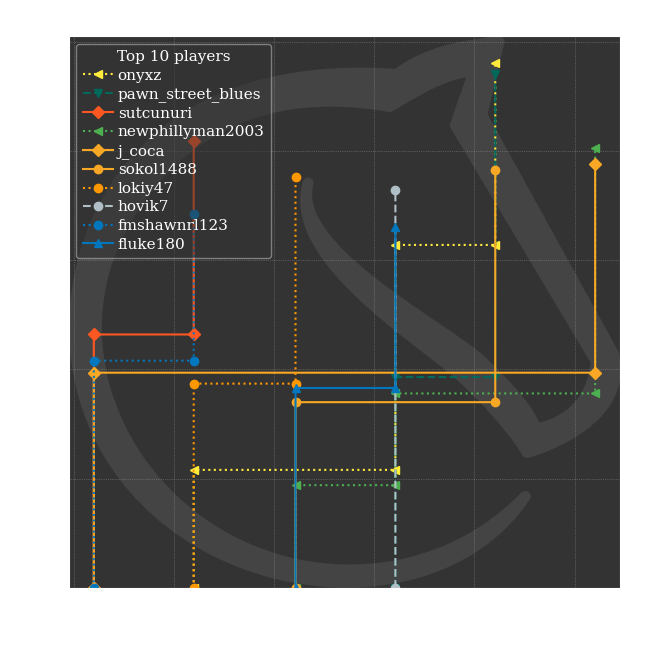 Top 10 players
onyxz
pawn_street_blues
sutcunuri
newphillyman2003
j_coca
sokol1488
lokiy47
hovik7
fmshawnrl123
fluke180